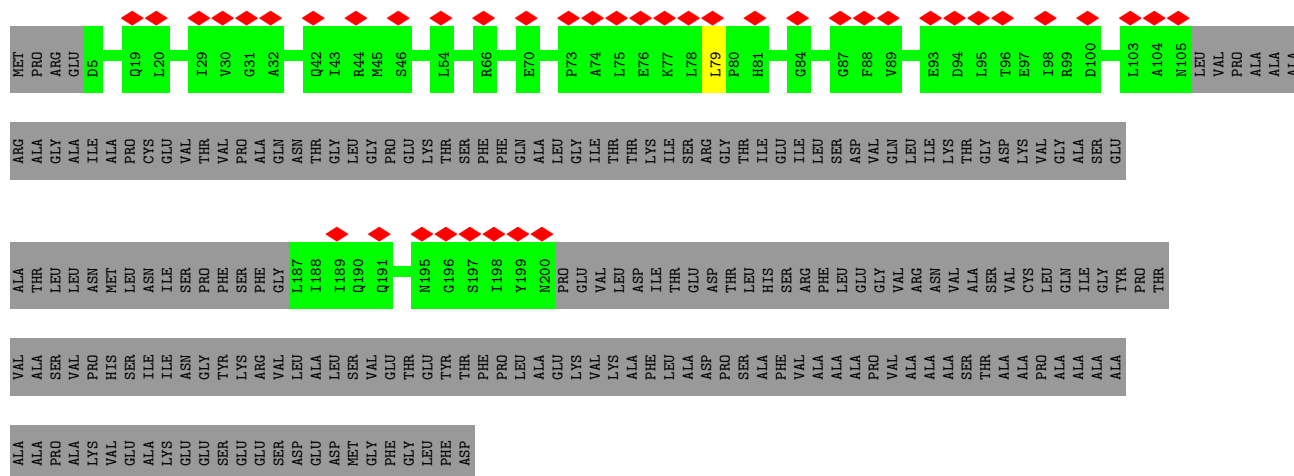 MET PRO ARG GLU D5 Q19 L20 I29 V30 G31 A32 Q42 I43 R44 M45 S46 L54 R66 E70 P73 A74 L75 E76 K77 L78 L79 P80 H81 G84 G87 F88 V89 E93 D94 L95 T96 E97 I98 R99 D100 L103 A104 N105 LEU VAL PRO ALA ALA ALA
ARG ALA GLY ALA ILE ALA PRO CYS GLU VAL THR VAL PRO ALA GLN ASN THR GLY LEU GLY PRO GLU LYS THR SER PHE PHE GLN ALA LEU GLY ILE THR THR LYS ILE SER ARG GLY THR ILE GLU ILE LEU SER ASP VAL GLN LEU ILE LYS THR GLY ASP LYS VAL GLY ALA SER GLU
ALA THR LEU LEU ASN MET LEU ASN ILE SER PRO PHE SER PHE GLY L187 I188 I189 Q190 Q191 N195 G196 S197 I198 Y199 N200 PRO GLU VAL LEU ASP ILE THR GLU ASP THR LEU HIS SER ARG PHE LEU GLU GLY VAL ARG ASN VAL ALA SER VAL CYS LEU GLN ILE GLY TYR PRO THR
VAL ALA SER VAL PRO HIS SER ILE ILE ASN GLY TYR LYS ARG VAL LEU ALA LEU SER VAL GLU THR GLU TYR THR PHE PRO LEU ALA GLU LYS VAL LYS ALA PHE LEU ALA ASP PRO SER ALA PHE VAL ALA ALA ALA PRO VAL ALA ALA ALA SER THR ALA ALA PRO ALA ALA ALA ALA
ALA ALA PRO ALA LYS VAL GLU ALA LYS GLU GLU SER GLU GLU SER ASP GLU ASP MET GLY PHE GLY LEU PHE ASP